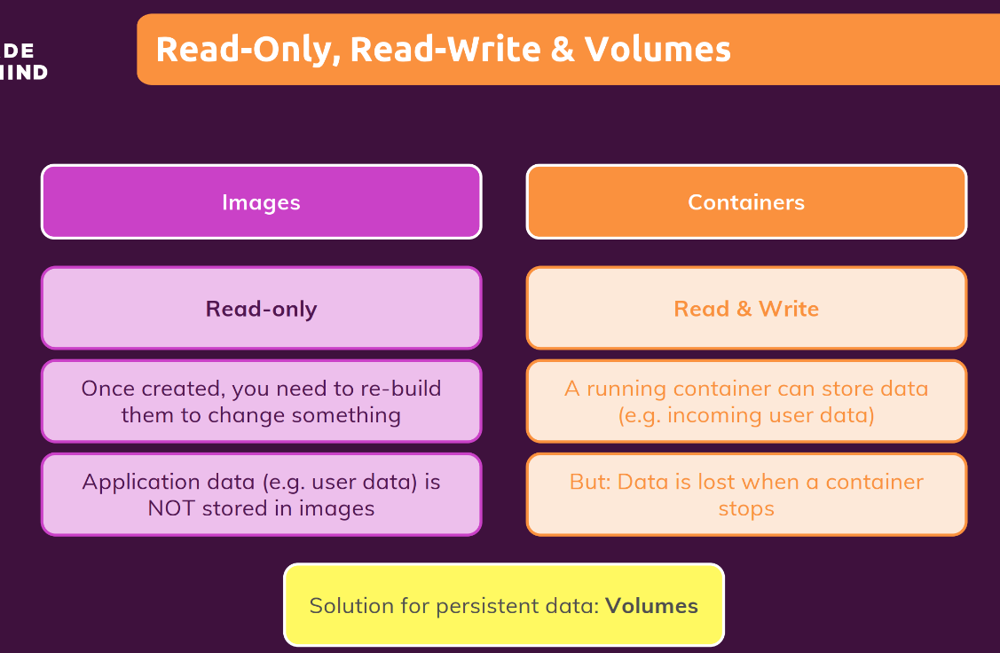 DE
Read-Only, Read-Write & Volumes
Images
Containers
Read-only
Read & Write
Once created, you need to re-build
them to change something
A running container can store data
(e.g. incoming user data)
Application data (e.g. user data) is
NOT stored in images
But: Data is lost when a container
stops
Solution for persistent data: Volumes